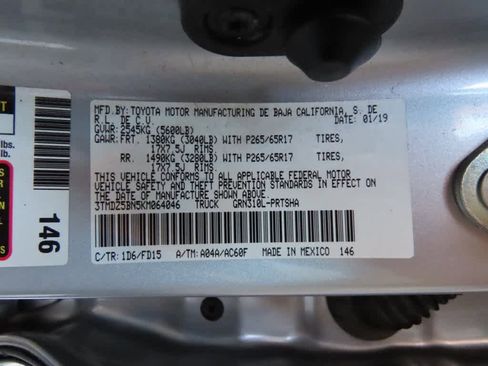 MFD.BY:TOYOTA MOTOR MANUFACTURING DE BAJA CALIFORNIA, S. DE
R.L. DE C.V. DATE: 01/19
GVWR:2545KG (5600LB)
GAWR:FRT. 1380KG (3040LB) WITH P265/65R17 TIRES,
17X7.5J RIMS
RR. 1490KG (3280LB) WITH P265/65R17 TIRES,
17X7.5J RIMS
THIS VEHICLE CONFORMS TO ALL APPLICABLE FEDERAL MOTOR
VEHICLE SAFETY AND THEFT PREVENTION STANDARDS IN EFFECT ON
THE DATE OF MANUFACTURE SHOWN ABOVE.
3TMDZ5BN5KM064046 TRUCK GRN310L-PRTSHA
C/TR: 1D6/FD15 A/TM: A04A/AC60F MADE IN MEXICO 146
lbs.
lb.
146